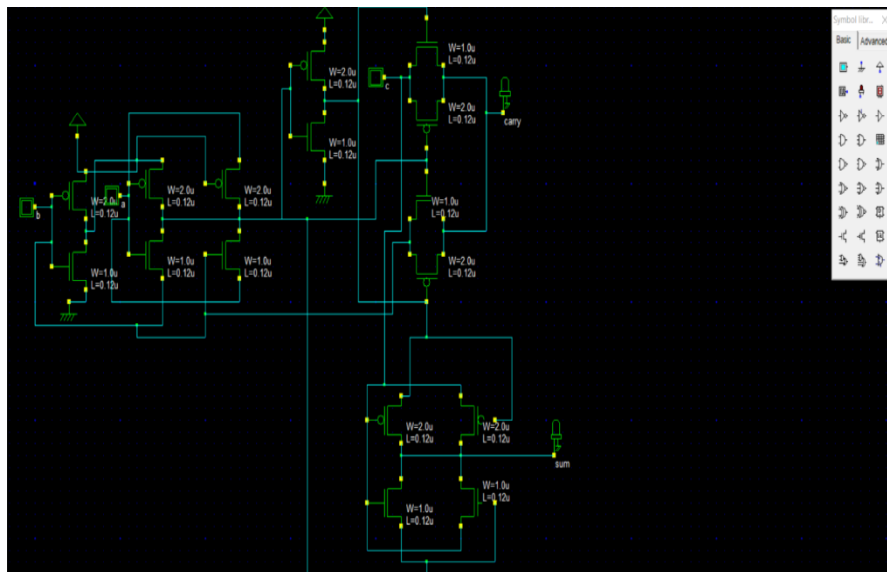 Symbol libr...
Basic
Advanced
W=2.0u
L=0.12u
W=1.0u
L=0.12u
c
W=1.0u
L=0.12u
W=2.0u
L=0.12u
carry
b
W=2.0u
L=0.12u
a
W=2.0u
L=0.12u
W=2.0u
L=0.12u
W=1.0u
L=0.12u
W=1.0u
L=0.12u
W=1.0u
L=0.12u
W=1.0u
L=0.12u
W=2.0u
L=0.12u
W=2.0u
L=0.12u
W=2.0u
L=0.12u
sum
W=1.0u
L=0.12u
W=1.0u
L=0.12u